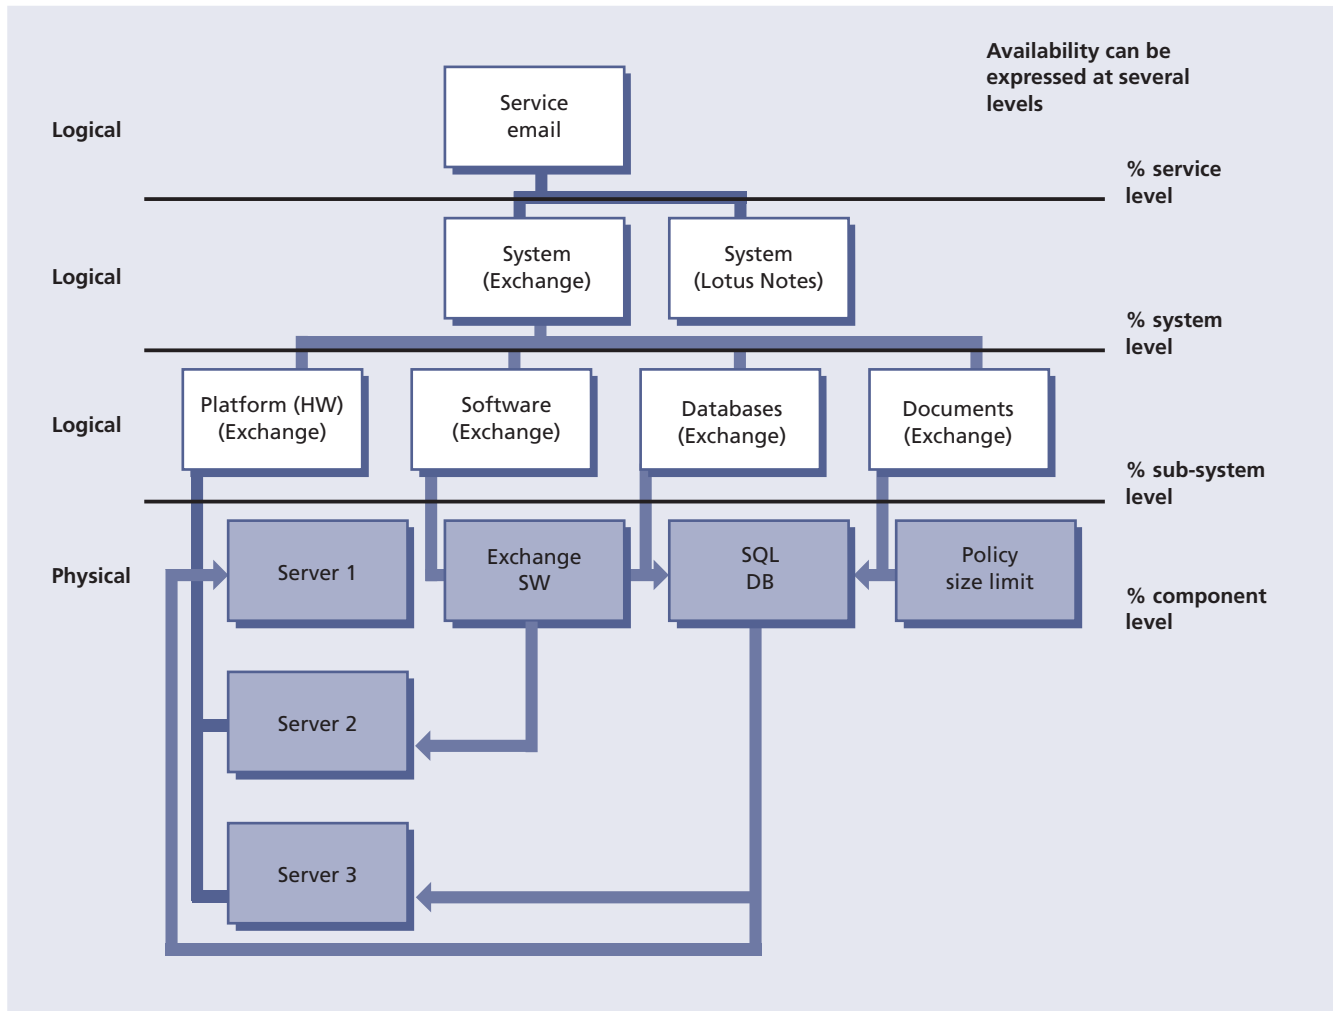 Availability can be
expressed at several
levels
Service
email
Logical
% service
level
System
(Exchange)
System
(Lotus Notes)
Logical
% system
level
Platform (HW)
(Exchange)
Software
(Exchange)
Databases
(Exchange)
Documents
(Exchange)
Logical
% sub-system
level
Physical
Server 1
Exchange
SW
SQL
DB
Policy
size limit
% component
level
Server 2
Server 3